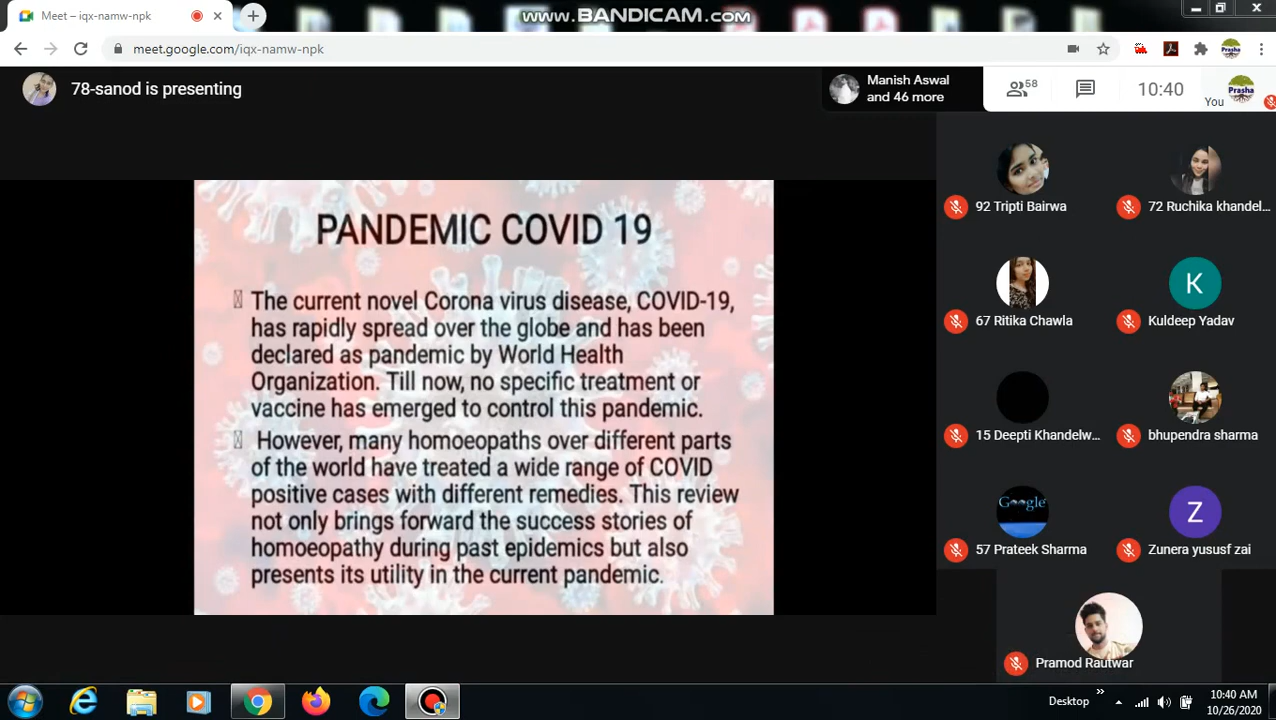 Meet – iqx-namw-npk
www.BANDICAM.com
meet.google.com/iqx-namw-npk
Prasha
78-sanod is presenting
Manish Aswal
and 46 more
58
10:40
You
Prasha
PANDEMIC COVID 19
The current novel Corona virus disease, COVID-19,
has rapidly spread over the globe and has been
declared as pandemic by World Health
Organization. Till now, no specific treatment or
vaccine has emerged to control this pandemic.
However, many homoeopaths over different parts
of the world have treated a wide range of COVID
positive cases with different remedies. This review
not only brings forward the success stories of
homoeopathy during past epidemics but also
presents its utility in the current pandemic.
92 Tripti Bairwa
72 Ruchika khandel...
67 Ritika Chawla
K
Kuldeep Yadav
15 Deepti Khandelw...
bhupendra sharma
Google
57 Prateek Sharma
Z
Zunera yususf zai
Pramod Rautwar
Desktop
10:40 AM
10/26/2020